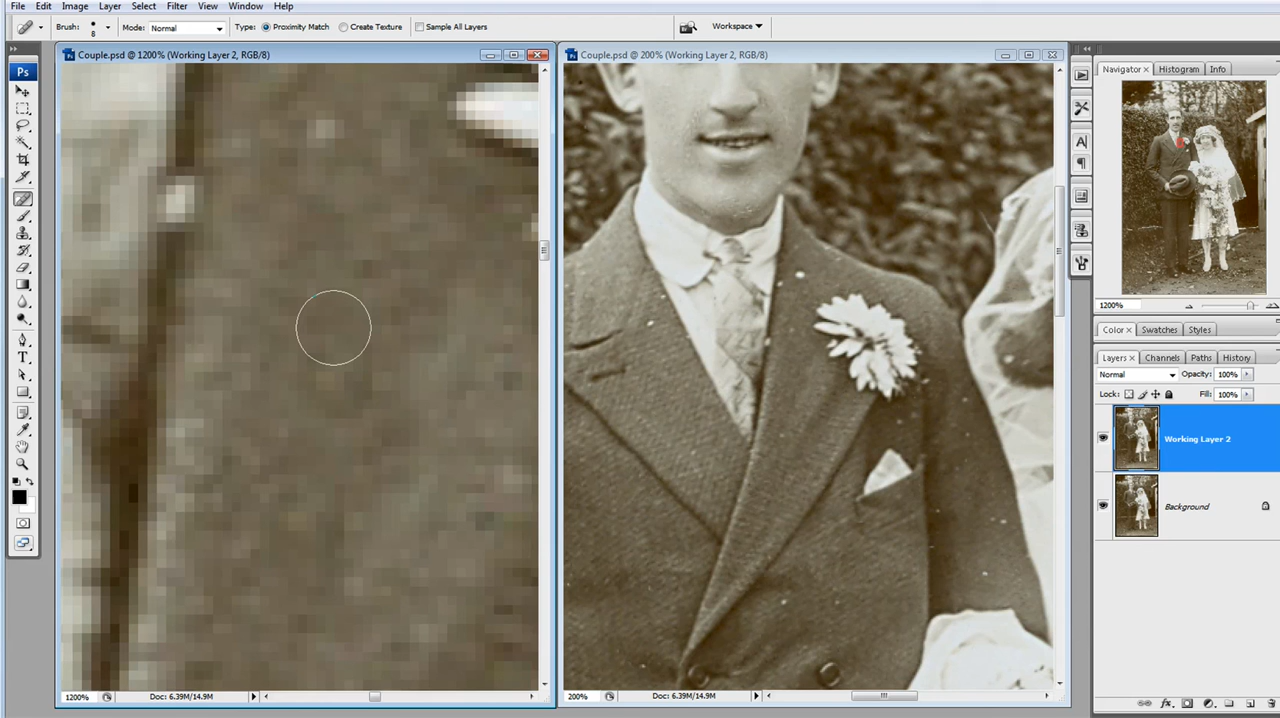 File Edit Image Layer Select Filter View Window Help
Brush: 8 Mode: Normal Type: Proximity Match Create Texture Sample All Layers Workspace
Couple.psd @ 1200% (Working Layer 2, RGB/8)
Couple.psd @ 200% (Working Layer 2, RGB/8)
Ps
T
A
Navigator × Histogram Info
1200%
Color × Swatches Styles
Layers × Channels Paths History
Normal Opacity: 100%
Lock: Fill: 100%
Working Layer 2
Background
fx
1200% Doc: 6.39M/14.9M
200% Doc: 6.39M/14.9M